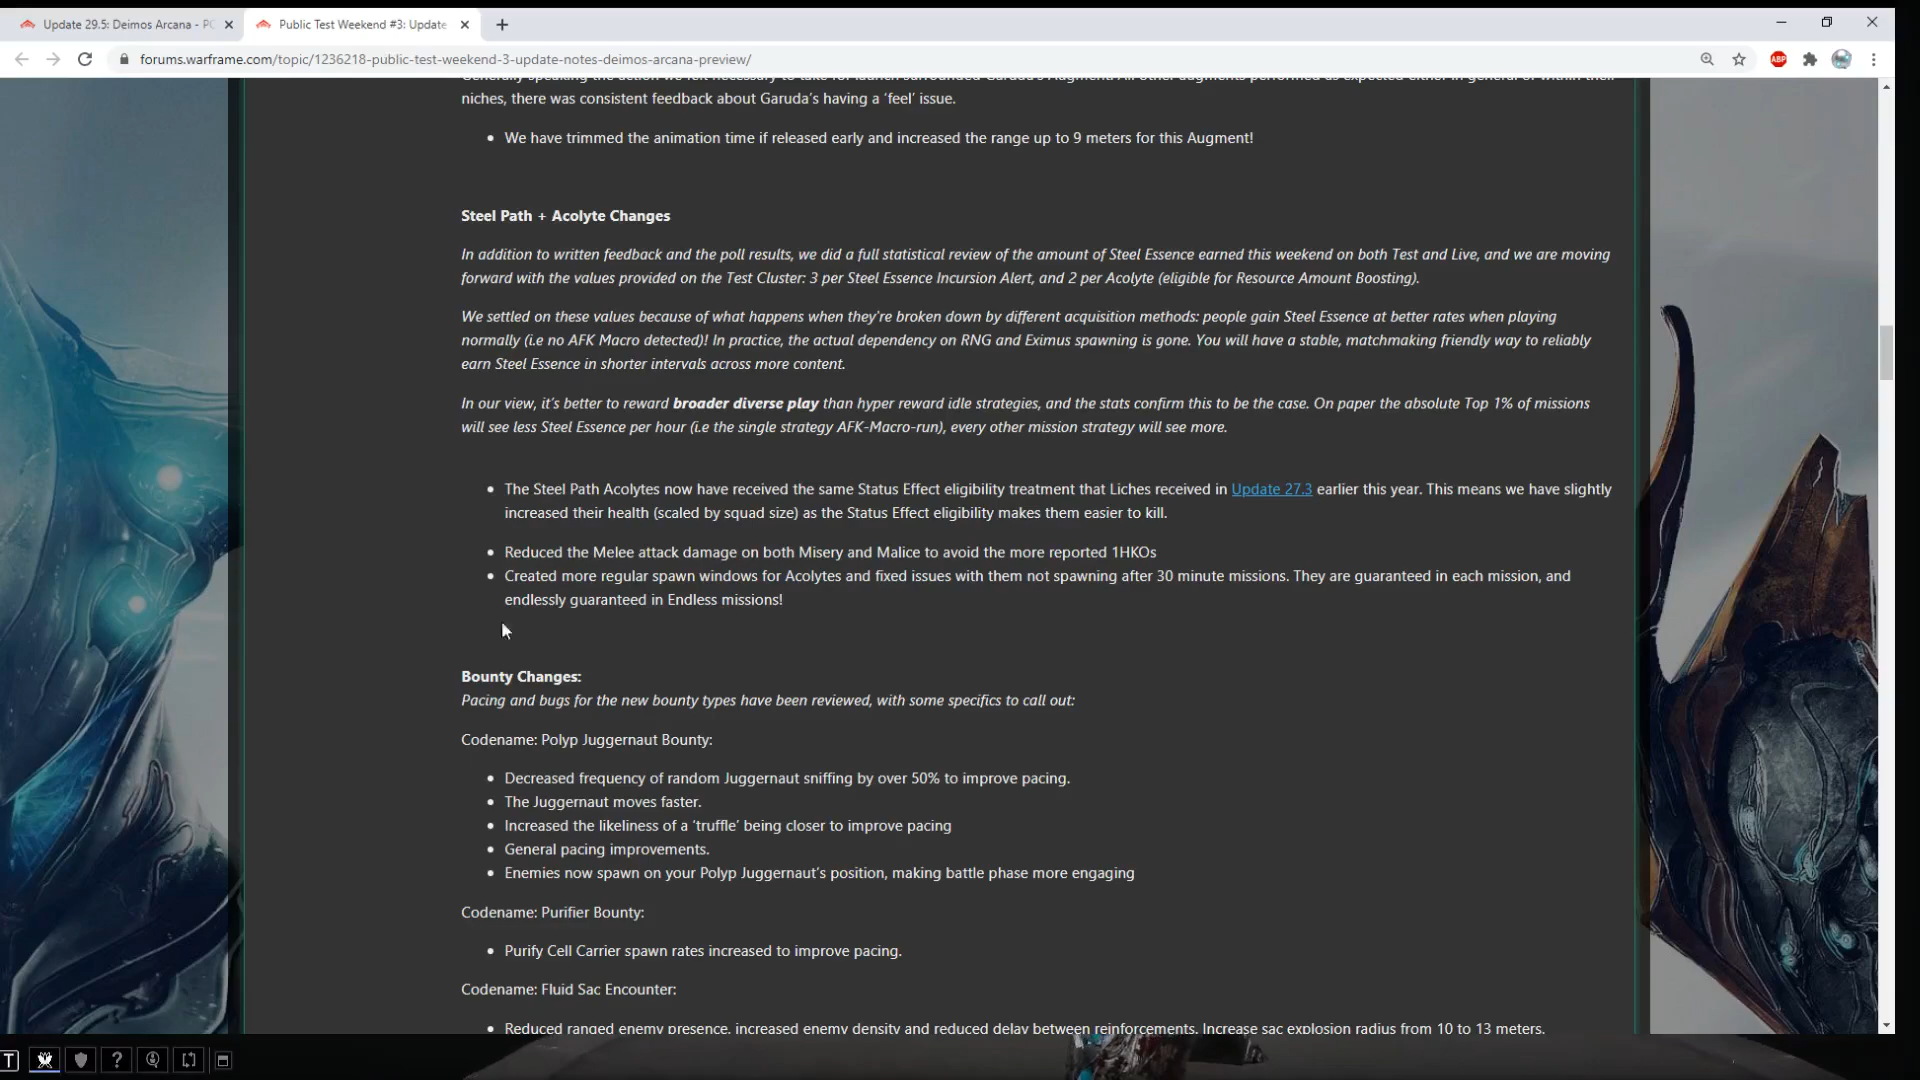 Update 29.5: Deimos Arcana - PC
Public Test Weekend #3: Update
forums.warframe.com/topic/1236218-public-test-weekend-3-update-notes-deimos-arcana-preview/
ABP
Generally speaking the action we felt necessary to take for launch surrounded Garuda's Augment. All other augments performed as expected either in general or within their
niches, there was consistent feedback about Garuda's having a 'feel' issue.
• We have trimmed the animation time if released early and increased the range up to 9 meters for this Augment!
Steel Path + Acolyte Changes
In addition to written feedback and the poll results, we did a full statistical review of the amount of Steel Essence earned this weekend on both Test and Live, and we are moving
forward with the values provided on the Test Cluster: 3 per Steel Essence Incursion Alert, and 2 per Acolyte (eligible for Resource Amount Boosting).
We settled on these values because of what happens when they're broken down by different acquisition methods: people gain Steel Essence at better rates when playing
normally (i.e no AFK Macro detected)! In practice, the actual dependency on RNG and Eximus spawning is gone. You will have a stable, matchmaking friendly way to reliably
earn Steel Essence in shorter intervals across more content.
In our view, it's better to reward broader diverse play than hyper reward idle strategies, and the stats confirm this to be the case. On paper the absolute Top 1% of missions
will see less Steel Essence per hour (i.e the single strategy AFK-Macro-run), every other mission strategy will see more.
• The Steel Path Acolytes now have received the same Status Effect eligibility treatment that Liches received in Update 27.3 earlier this year. This means we have slightly
increased their health (scaled by squad size) as the Status Effect eligibility makes them easier to kill.
• Reduced the Melee attack damage on both Misery and Malice to avoid the more reported 1HKOs
• Created more regular spawn windows for Acolytes and fixed issues with them not spawning after 30 minute missions. They are guaranteed in each mission, and
endlessly guaranteed in Endless missions!
Bounty Changes:
Pacing and bugs for the new bounty types have been reviewed, with some specifics to call out:
Codename: Polyp Juggernaut Bounty:
• Decreased frequency of random Juggernaut sniffing by over 50% to improve pacing.
• The Juggernaut moves faster.
• Increased the likeliness of a 'truffle' being closer to improve pacing
• General pacing improvements.
• Enemies now spawn on your Polyp Juggernaut's position, making battle phase more engaging
Codename: Purifier Bounty:
• Purify Cell Carrier spawn rates increased to improve pacing.
Codename: Fluid Sac Encounter:
• Reduced ranged enemy presence, increased enemy density and reduced delay between reinforcements. Increase sac explosion radius from 10 to 13 meters.
T
?